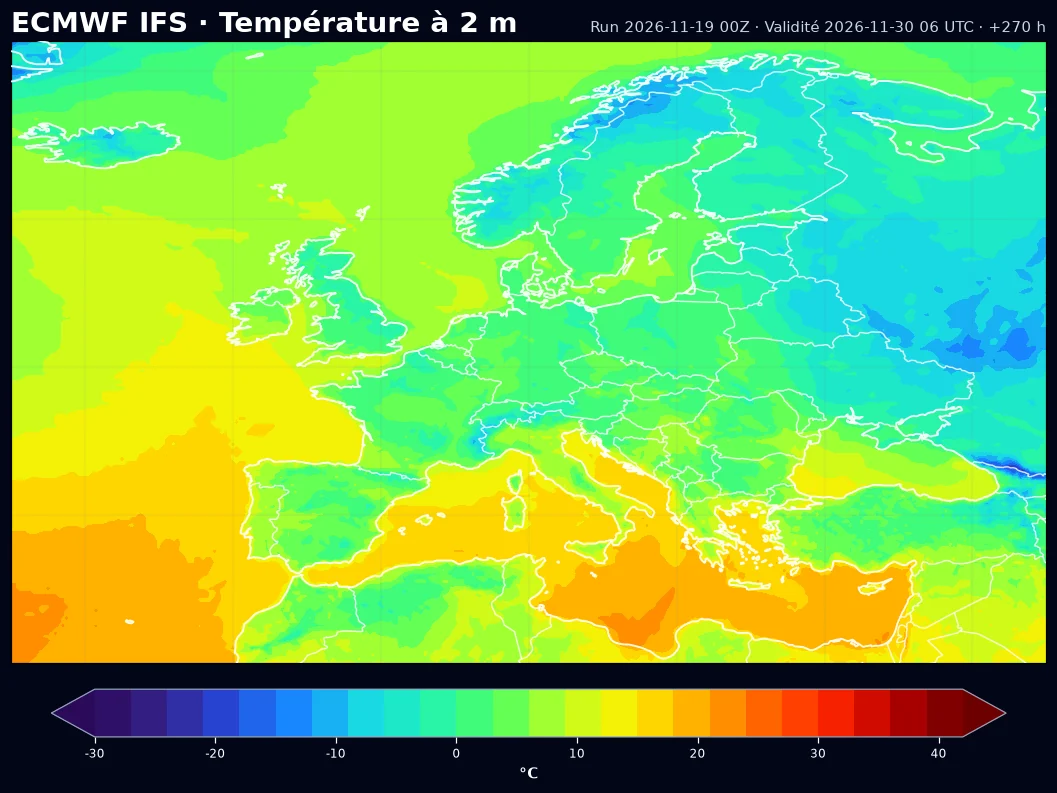 ECMWF IFS · Température à 2 m
Run 2026-11-19 00Z · Validité 2026-11-30 06 UTC · +270 h
-30 -20 -10 0 10 20 30 40
°C